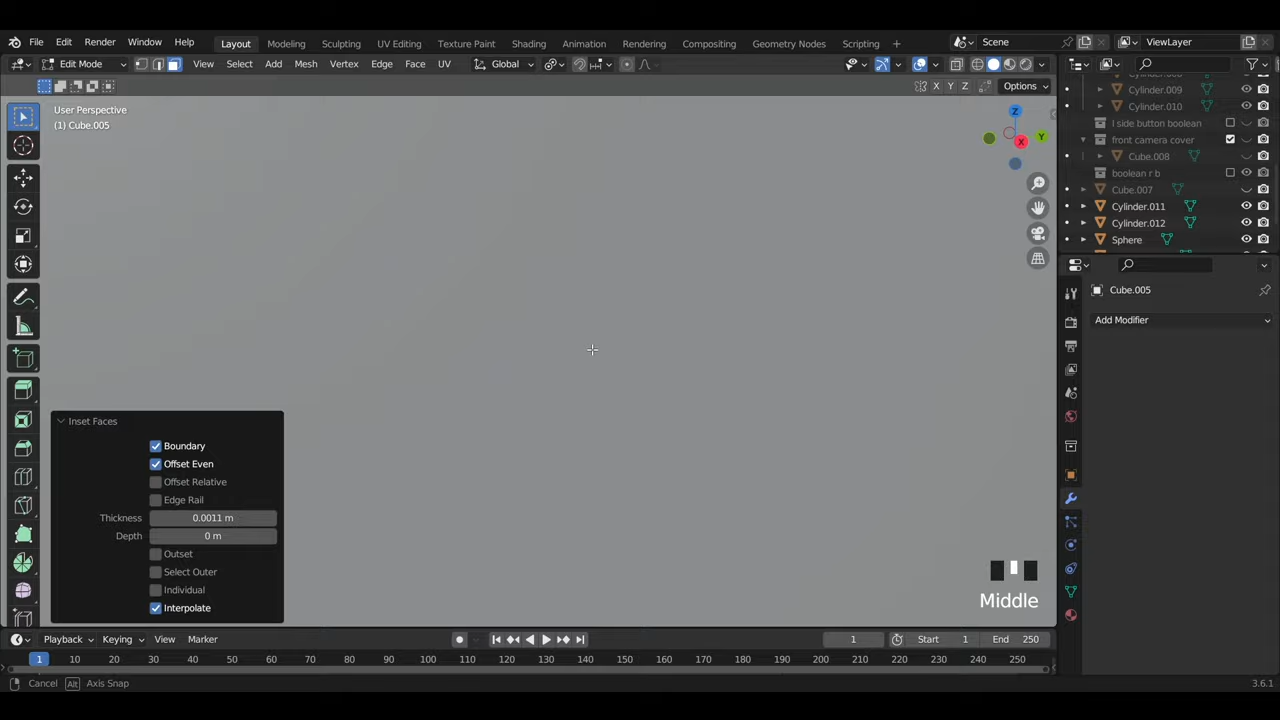 File Edit Render Window Help Layout Modeling Sculpting UV Editing Texture Paint Shading Animation Rendering Compositing Geometry Nodes Scripting + Scene ViewLayer
Edit Mode View Select Add Mesh Vertex Edge Face UV Global
X Y Z Options
User Perspective
(1) Cube.005
Z
Y
X
Cylinder.009
Cylinder.010
l side button boolean
front camera cover
Cube.008
boolean r b
Cube.007
Cylinder.011
Cylinder.012
Sphere
Cube.005
Add Modifier
Inset Faces
Boundary
Offset Even
Offset Relative
Edge Rail
Thickness 0.0011 m
Depth 0 m
Outset
Select Outer
Individual
Interpolate
Middle
Playback Keying View Marker 1 Start 1 End 250
1 10 20 30 40 50 60 70 80 90 100 110 120 130 140 150 160 170 180 190 200 210 220 230 240 250
Cancel Alt Axis Snap 3.6.1